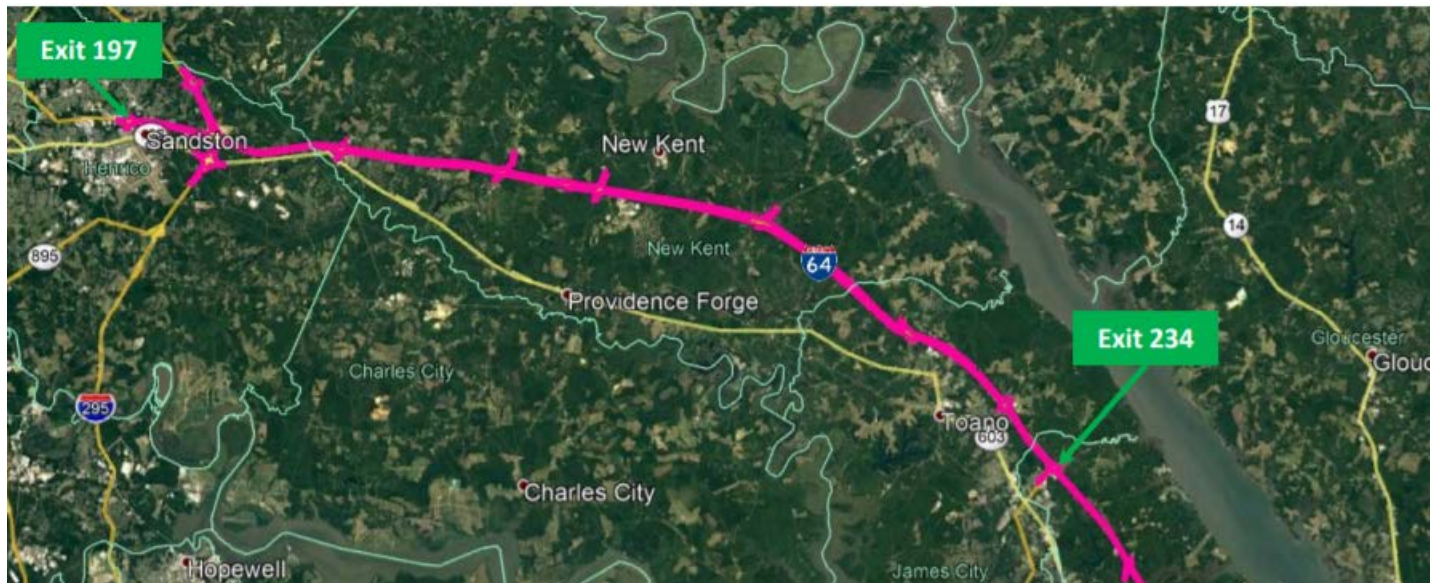 Exit 197
17
Sandston
New Kent
Henrico
14
895
New Kent
64
Providence Forge
Exit 234
Gloucester
Glouc
Charles City
295
Toano
603
Charles City
Hopewell
James City